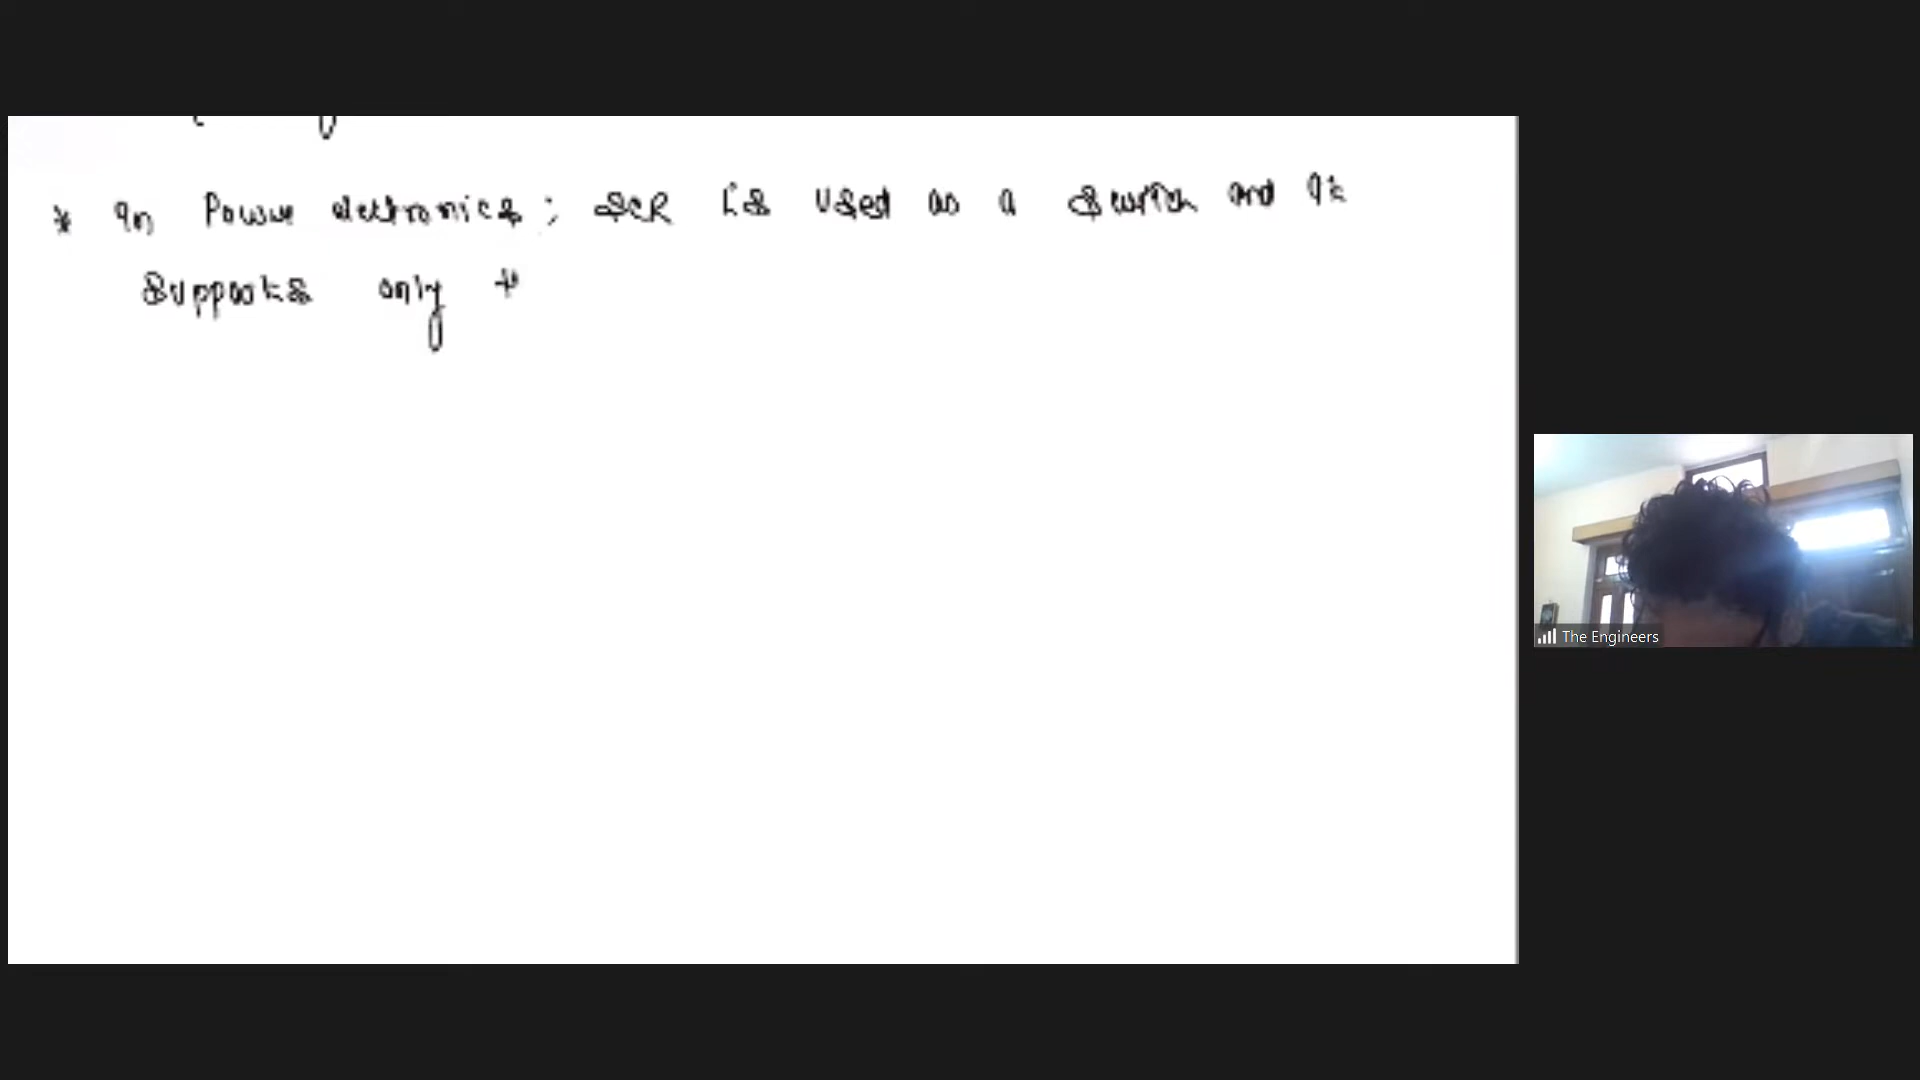 * In Power electronics; SCR is used as a switch and it
supports only +
The Engineers